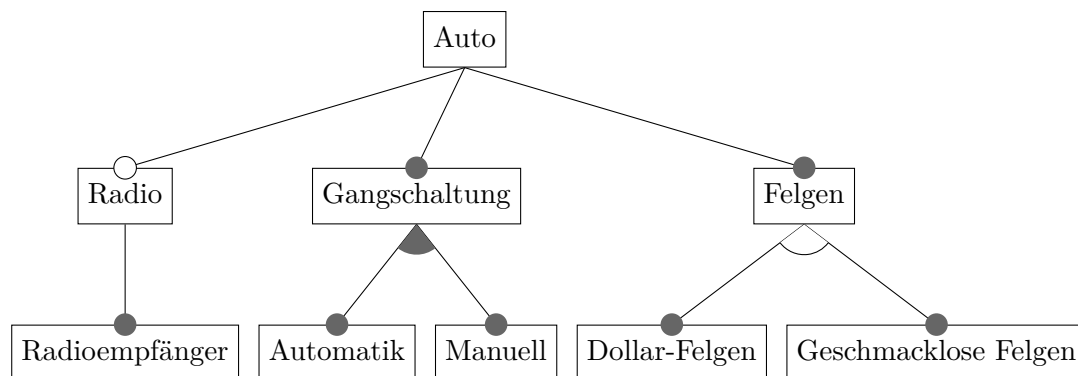 Auto
Radio
Gangschaltung
Felgen
Radioempfänger
Automatik
Manuell
Dollar-Felgen
Geschmacklose Felgen